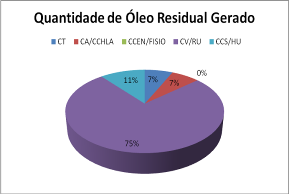 Quantidade de Óleo Residual Gerado
CT CA/CCHLA CCEN/FISIO CV/RU CCS/HU
11% 7% 7% 0%
75%